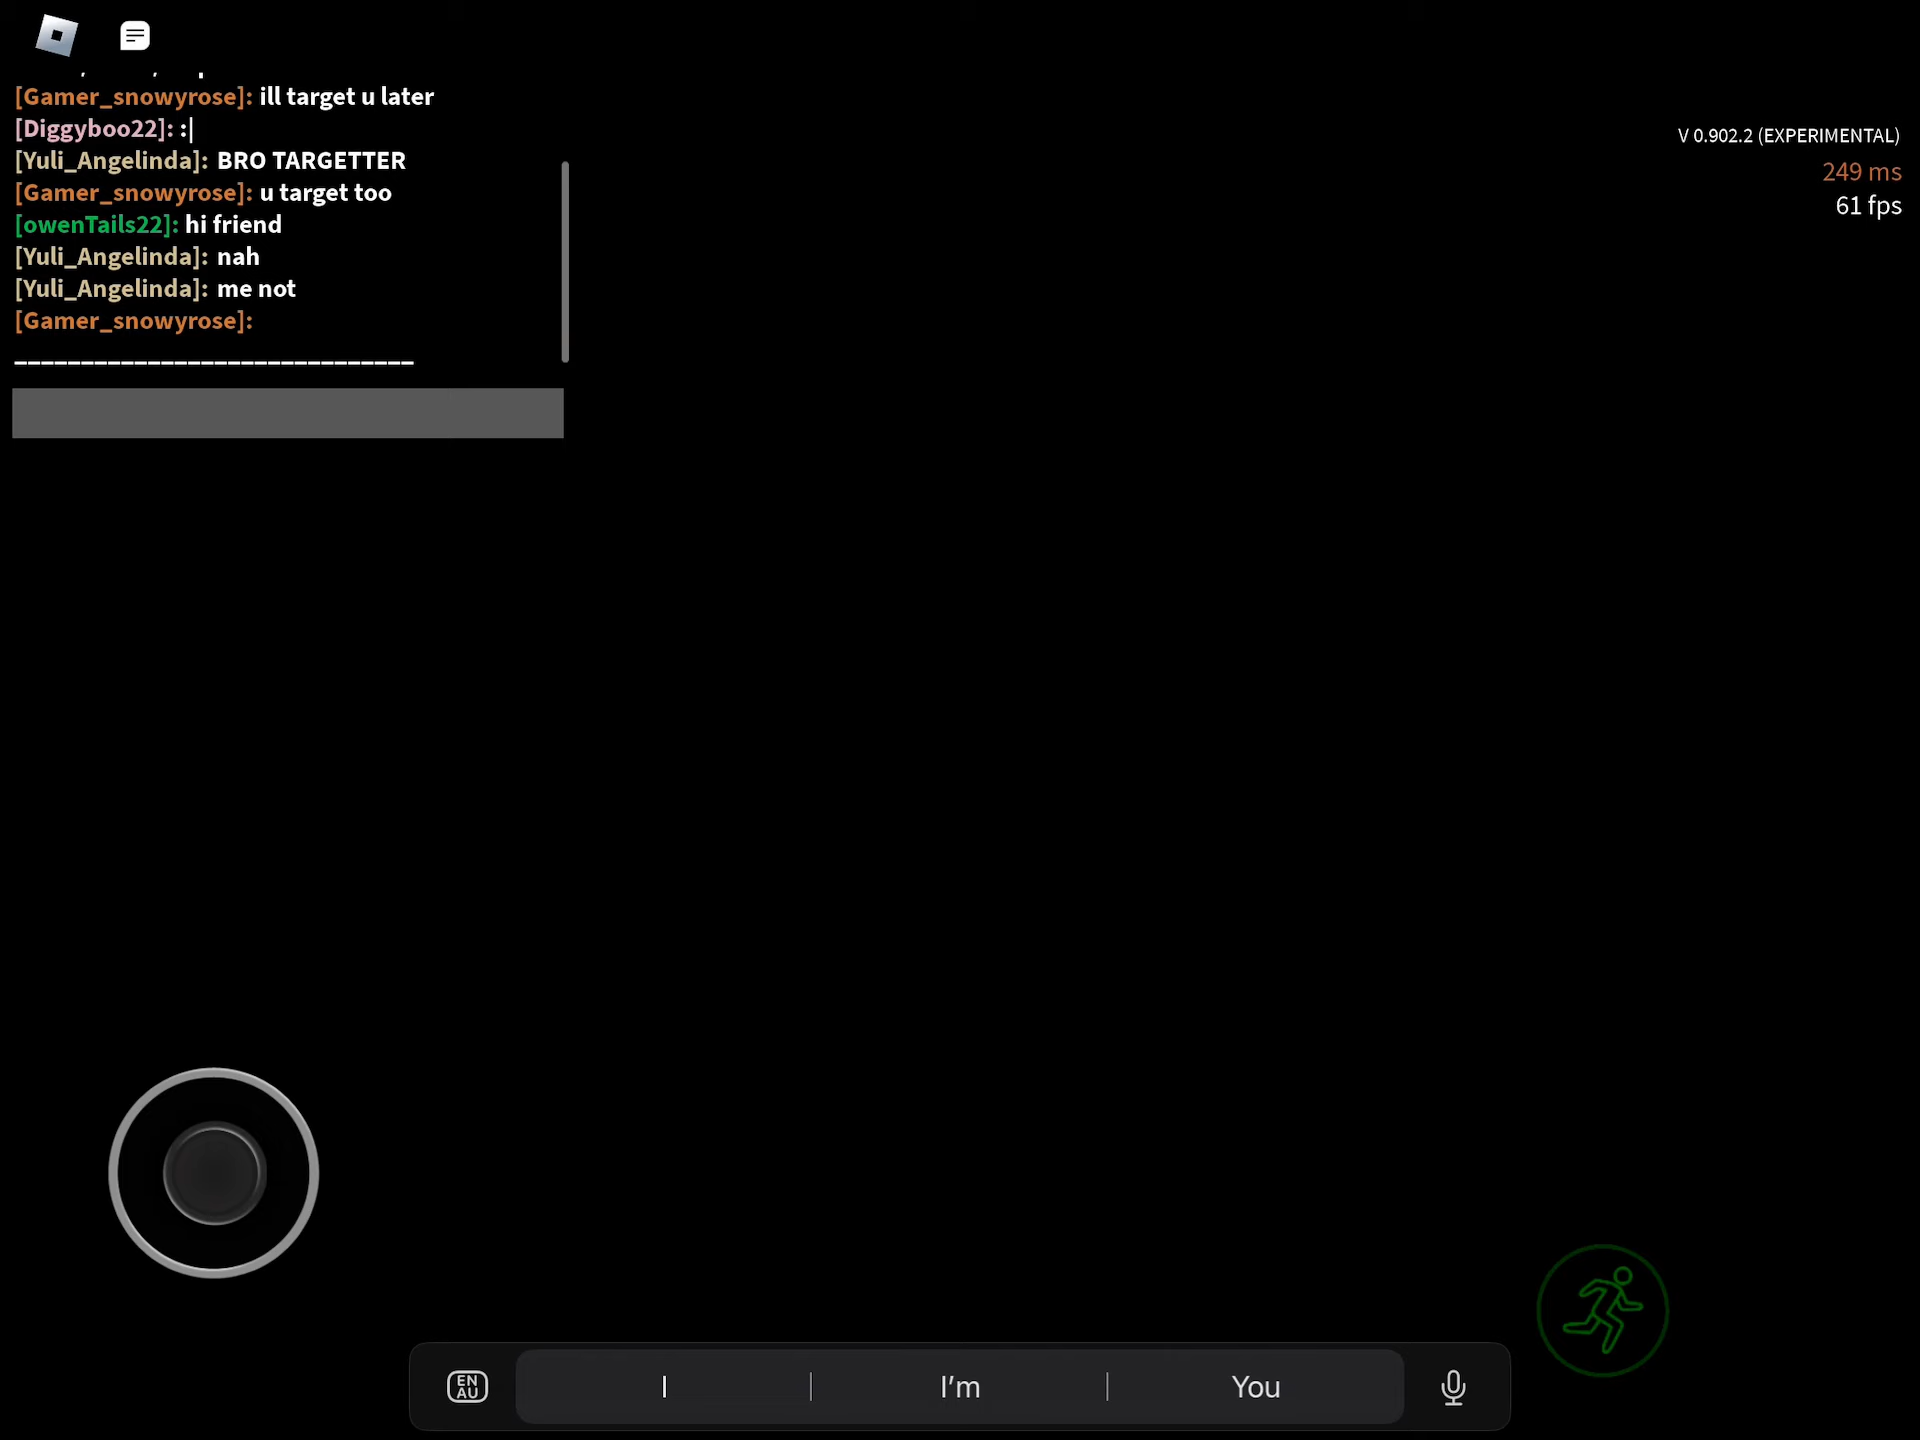 [Gamer_snowyrose]: ill target u later
[Diggyboo22]: :|
[Yuli_Angelinda]: BRO TARGETTER
[Gamer_snowyrose]: u target too
[owenTails22]: hi friend
[Yuli_Angelinda]: nah
[Yuli_Angelinda]: me not
[Gamer_snowyrose]:
______________________________
V 0.902.2 (EXPERIMENTAL)
249 ms
61 fps
EN
AU
I
I'm
You